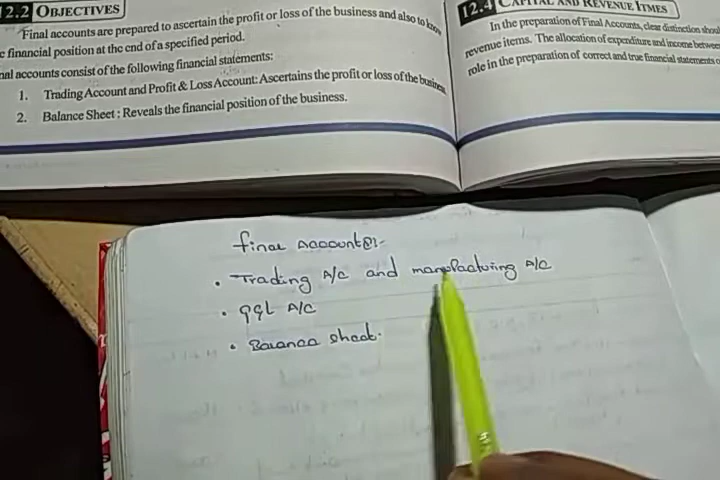 12.2 OBJECTIVES
Final accounts are prepared to ascertain the profit or loss of the business and also to know
financial position at the end of a specified period.
nal accounts consist of the following financial statements:
1. Trading Account and Profit & Loss Account: Ascertains the profit or loss of the business
2. Balance Sheet : Reveals the financial position of the business.
12.4 CAPITAL AND REVENUE ITMES
In the preparation of Final Accounts, clear distinction
revenue items. The allocation of expenditure and income between
role in the preparation of correct and true financial statements
final Accounts:-
• Trading A/c and manufacturing A/c
• P&L A/c
• Balance sheet.